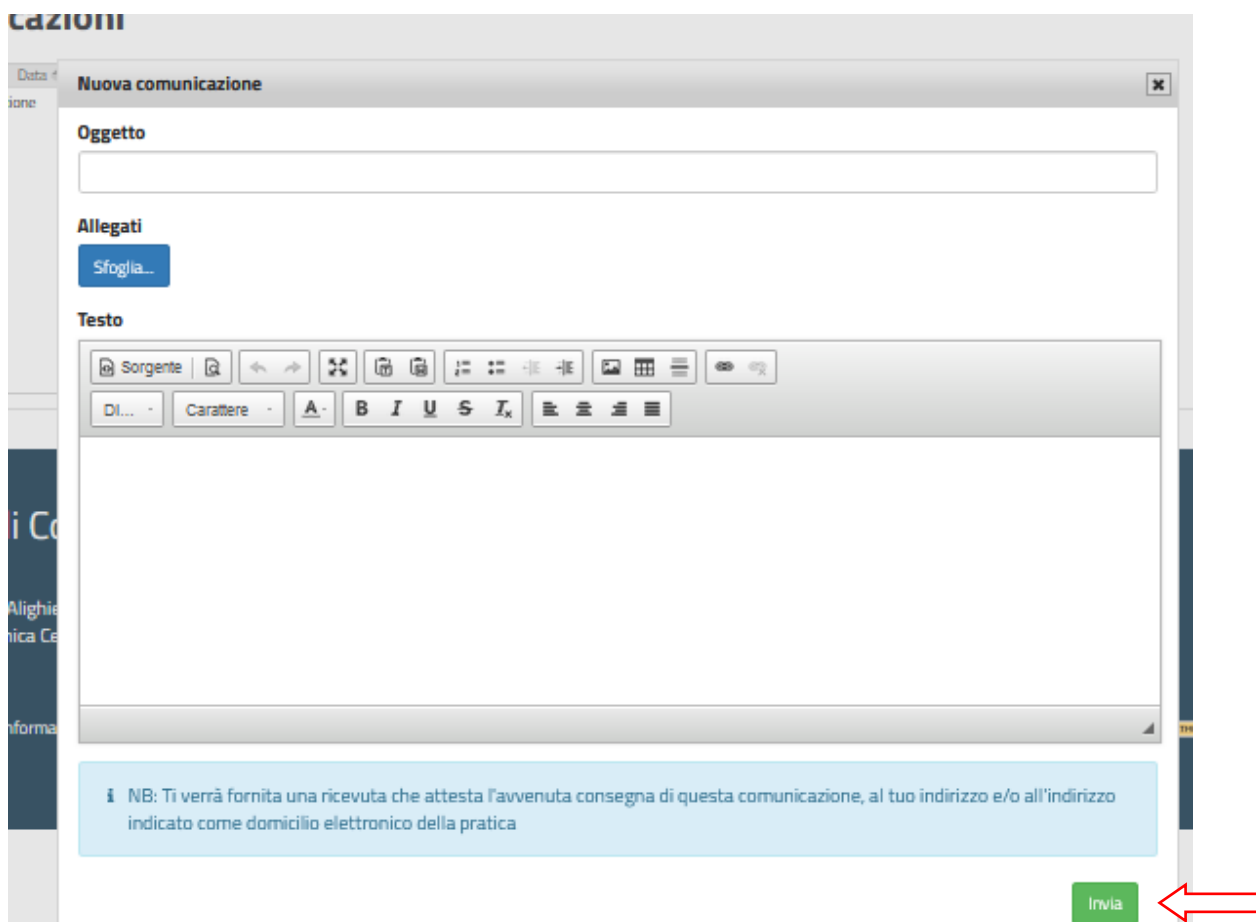 cazioni
Data
ione
Nuova comunicazione
Oggetto
Allegati
Sfoglia...
Testo
Sorgente
DI...
Carattere
A
B I U S Ix
i Co
Alighie
nica Ce
nforma
NB: Ti verrà fornita una ricevuta che attesta l'avvenuta consegna di questa comunicazione, al tuo indirizzo e/o all'indirizzo
indicato come domicilio elettronico della pratica
Invia